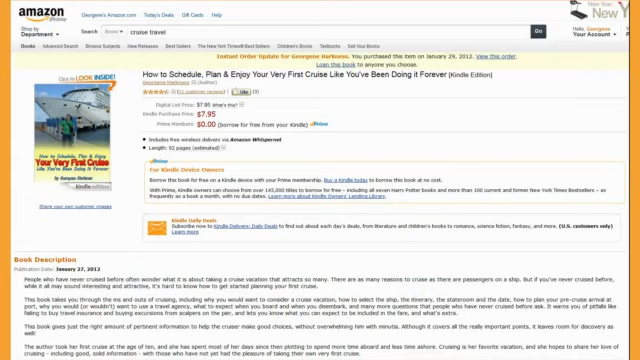 amazon
Prime
Georgene's Amazon.com Today's Deals Gift Cards Help
New Year
New Y
Shop by
Department
Search Books cruise travel Go
Hello, Georgene
Your Account
Books Advanced Search Browse Subjects New Releases Best Sellers The New York Times® Best Sellers Children's Books Textbooks Sell Your Books
Instant Order Update for Georgene Harkness. You purchased this item on January 29, 2012. View this order.
Loan this book to anyone you choose.
Click to LOOK INSIDE!
How to Schedule, Plan & Enjoy Your Very First Cruise Like You've Been Doing it Forever [Kindle Edition]
Georgene Harkness (Author)
(11 customer reviews) Like (9)
Digital List Price: $7.95 What's this?
Kindle Purchase Price: $7.95
Prime Members: $0.00 (borrow for free from your Kindle) Prime
Includes free wireless delivery via Amazon Whispernet
Length: 92 pages (estimated)
How to Schedule, Plan & Enjoy
Your Very First Cruise
Like You've Been Doing it Forever
by Georgene Harkness
kindle edition
Share your own customer images
Prime
For Kindle Device Owners
Borrow this book for free on a Kindle device with your Prime membership. Buy a Kindle today to borrow this book.
With Prime, Kindle owners can choose from over 145,000 titles to borrow for free – including all seven Harry Potter books and more than 100 current and former New York Times Bestsellers – as
frequently as a book a month, with no due dates. Learn more about Kindle Owners' Lending Library.
Kindle Daily Deals
Subscribe now to Kindle Delivers: Daily Deals to find out about each day's deals, from literature and children's books to romance, science fiction, fantasy, and more. (U.S. customers only)
Learn more
Book Description
Publication Date: January 27, 2012
People who have never cruised before often wonder what it is about taking a cruise vacation that attracts so many. There are as many reasons to cruise as there are passengers on a ship. But if you've never cruised before,
while it all may sound interesting and attractive, it's hard to know how to get started planning your first cruise.
This book takes you through the ins and outs of cruising, including why you would want to consider a cruise vacation, how to select the ship, the itinerary, the stateroom and the date, how to plan your pre-cruise arrival at
port, why you would (or wouldn't) want to use a travel agency, what to expect when you board and when you disembark, and many more questions that people who have never cruised before ask. It warns you of pitfalls like
failing to buy travel insurance and buying excursions from scalpers on the pier, and lets you know what you can expect to be included in the fare, and what's extra.
This book gives just the right amount of pertinent information to help the cruiser make good choices, without overwhelming him with minutia. Although it covers all the really important points, it leaves room for discovery as
well!
The author took her first cruise at the age of ten, and she has spent most of her days since then plotting to spend more time aboard and less time ashore. Cruising is her favorite vacation, and she hopes to share her love of
cruising - including good, solid information - with those who have not yet had the pleasure of taking their own very first cruise.